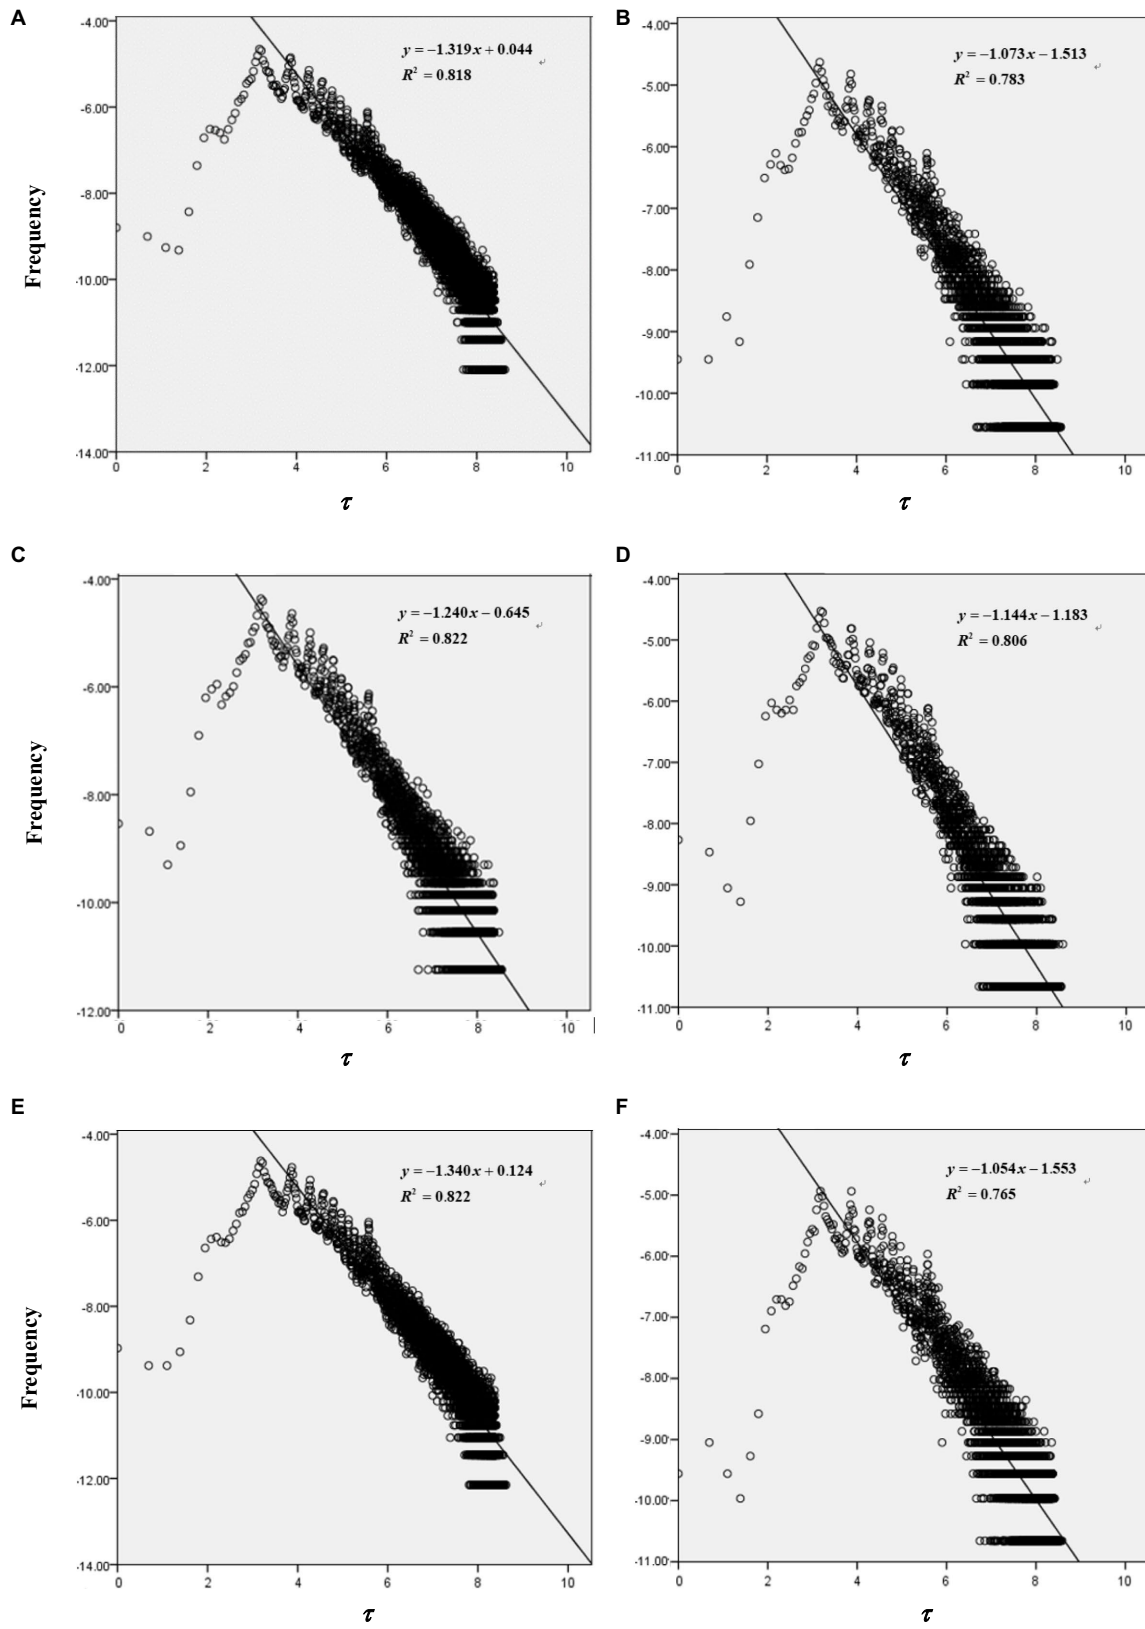 A
-4.00
-6.00
-8.00
-10.00
-12.00
-14.00
0 2 4 6 8 10
Frequency
τ
y = −1.319x + 0.044
R² = 0.818
B
-4.00
-5.00
-6.00
-7.00
-8.00
-9.00
-10.00
-11.00
0 2 4 6 8 10
τ
y = −1.073x − 1.513
R² = 0.783
C
-4.00
-6.00
-8.00
-10.00
-12.00
0 2 4 6 8 10
Frequency
τ
y = −1.240x − 0.645
R² = 0.822
D
-4.00
-5.00
-6.00
-7.00
-8.00
-9.00
-10.00
-11.00
0 2 4 6 8 10
τ
y = −1.144x − 1.183
R² = 0.806
E
-4.00
-6.00
-8.00
-10.00
-12.00
-14.00
0 2 4 6 8 10
Frequency
τ
y = −1.340x + 0.124
R² = 0.822
F
-4.00
-5.00
-6.00
-7.00
-8.00
-9.00
-10.00
-11.00
0 2 4 6 8 10
τ
y = −1.054x − 1.553
R² = 0.765